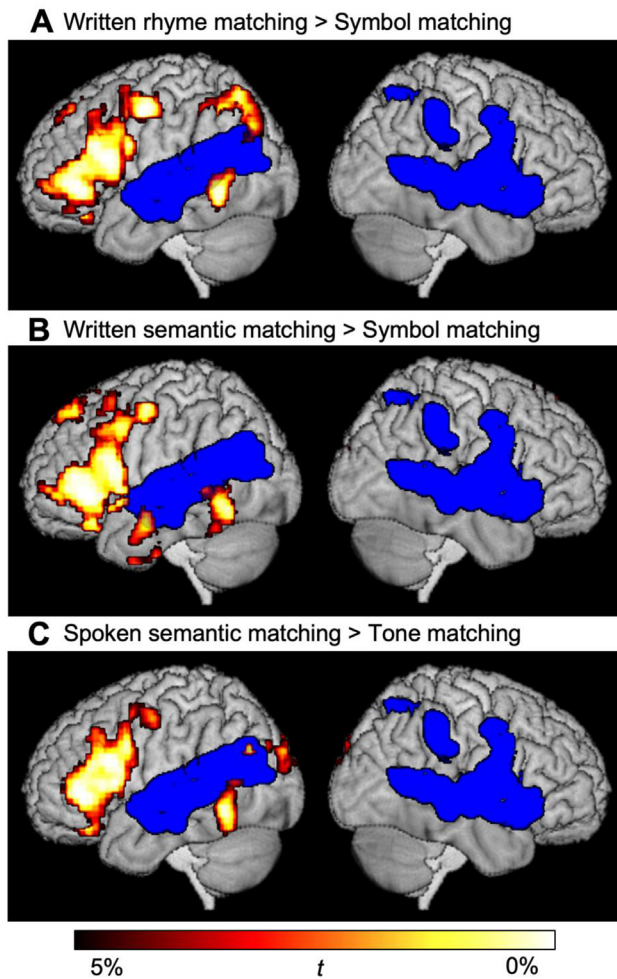 A Written rhyme matching > Symbol matching
B Written semantic matching > Symbol matching
C Spoken semantic matching > Tone matching
5% t 0%